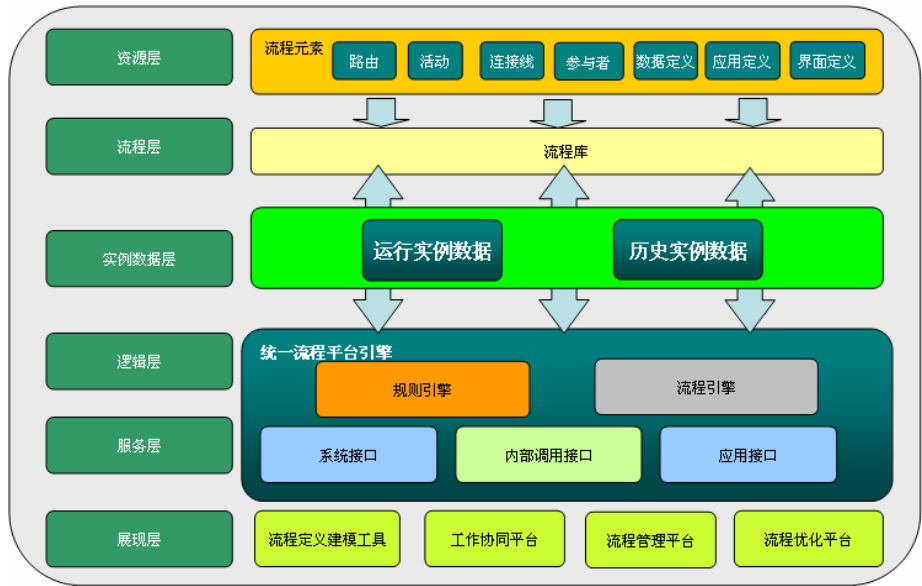 资源层
流程元素
路由
活动
连接线
参与者
数据定义
应用定义
界面定义
流程层
流程库
实例数据层
运行实例数据
历史实例数据
逻辑层
统一流程平台引擎
规则引擎
流程引擎
服务层
系统接口
内部调用接口
应用接口
展现层
流程定义建模工具
工作协同平台
流程管理平台
流程优化平台